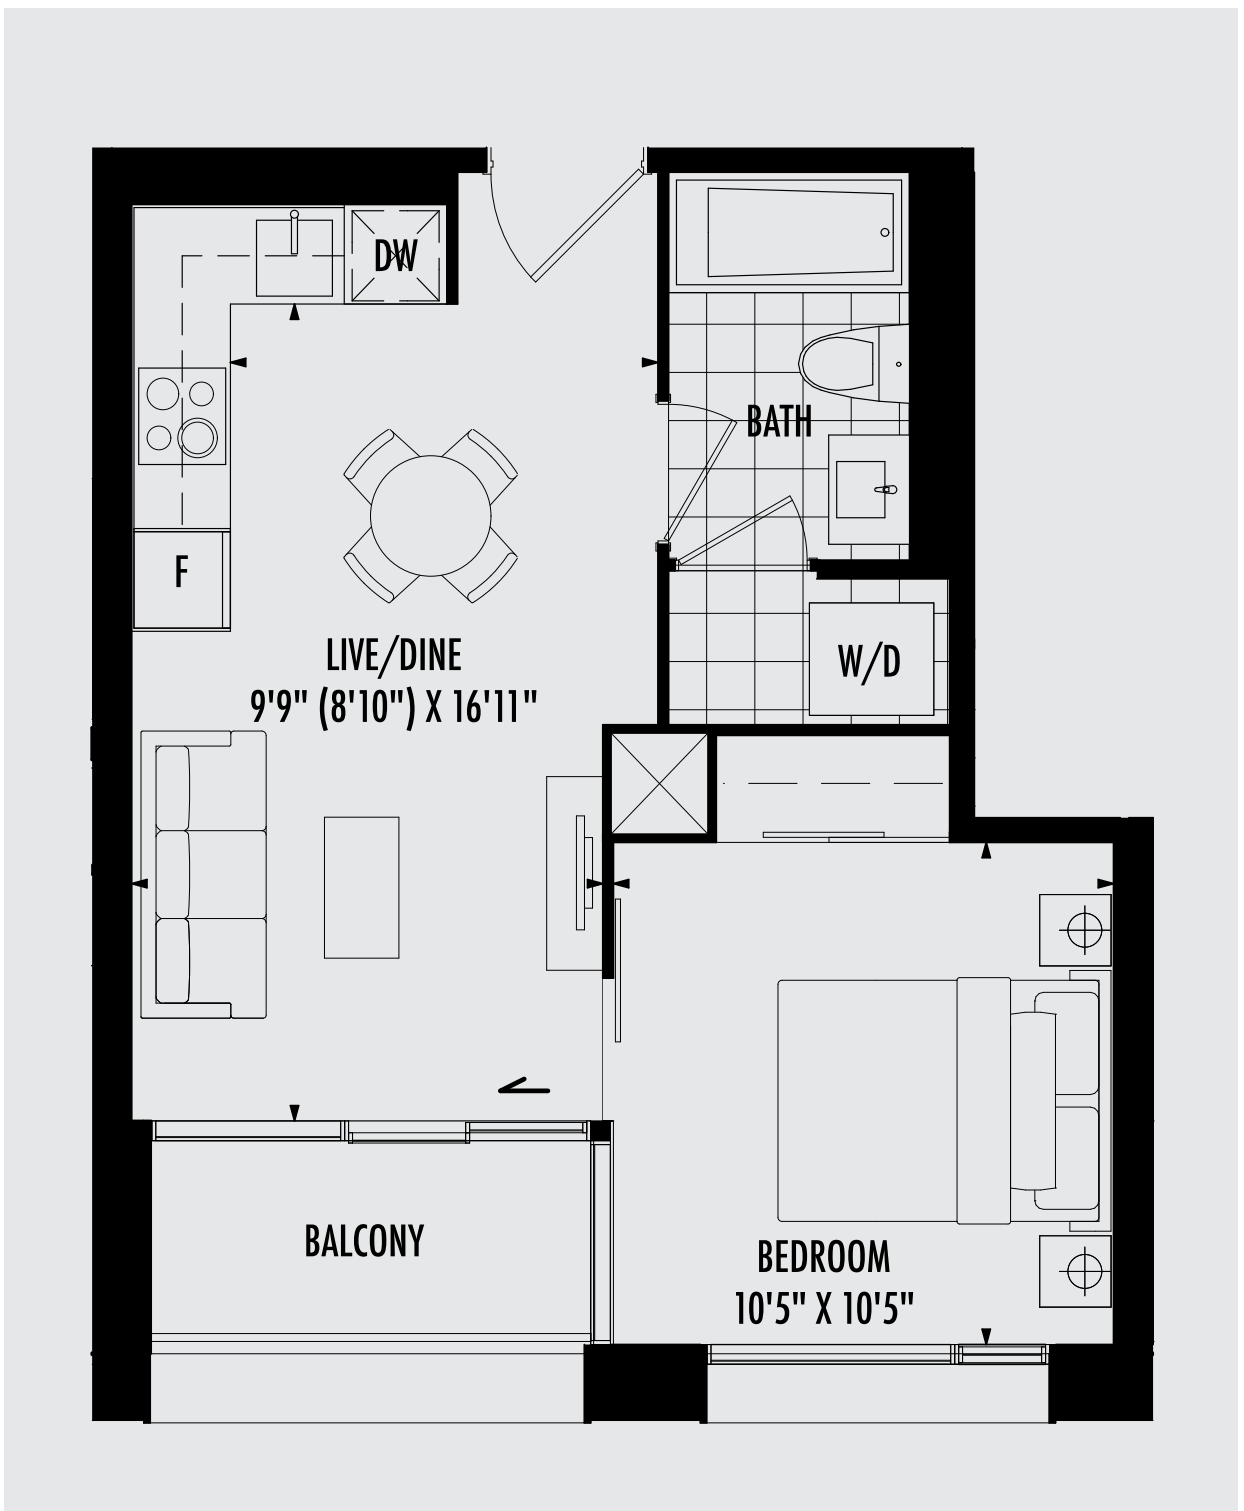 DW
BATH
F
LIVE/DINE
9'9" (8'10") X 16'11"
W/D
BALCONY
BEDROOM
10'5" X 10'5"